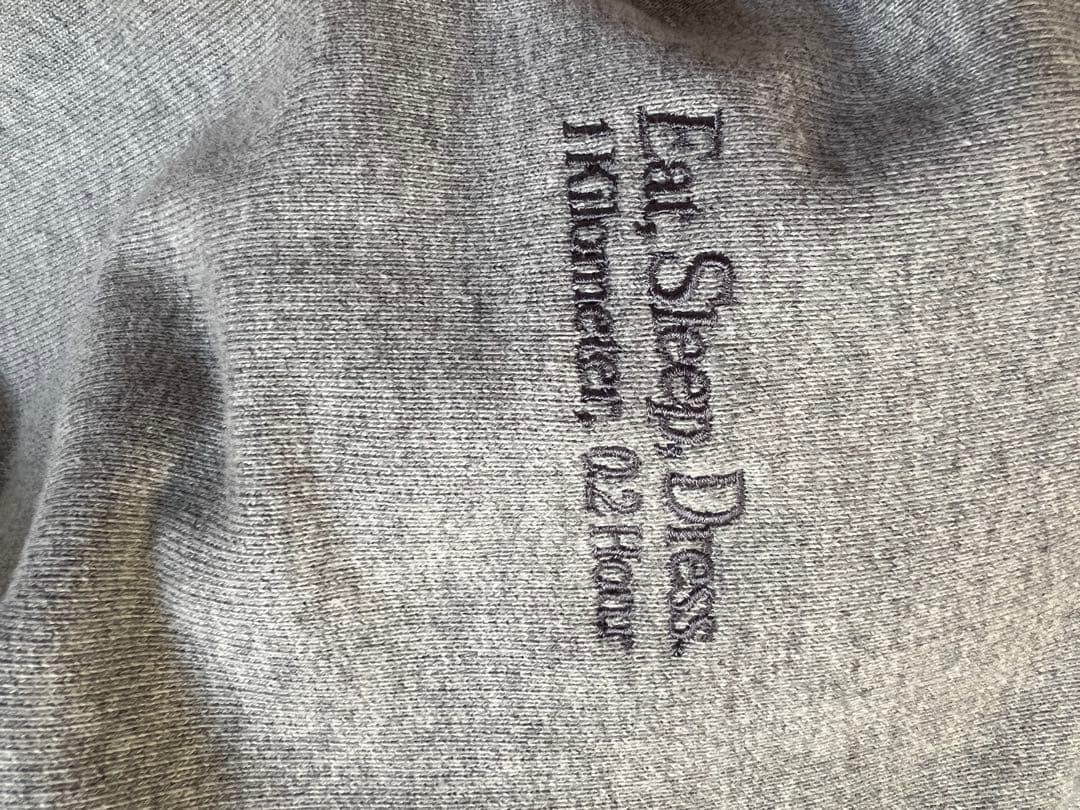 Eat, Sleep, Dress.
1 Kilometer, 0.2 Hour